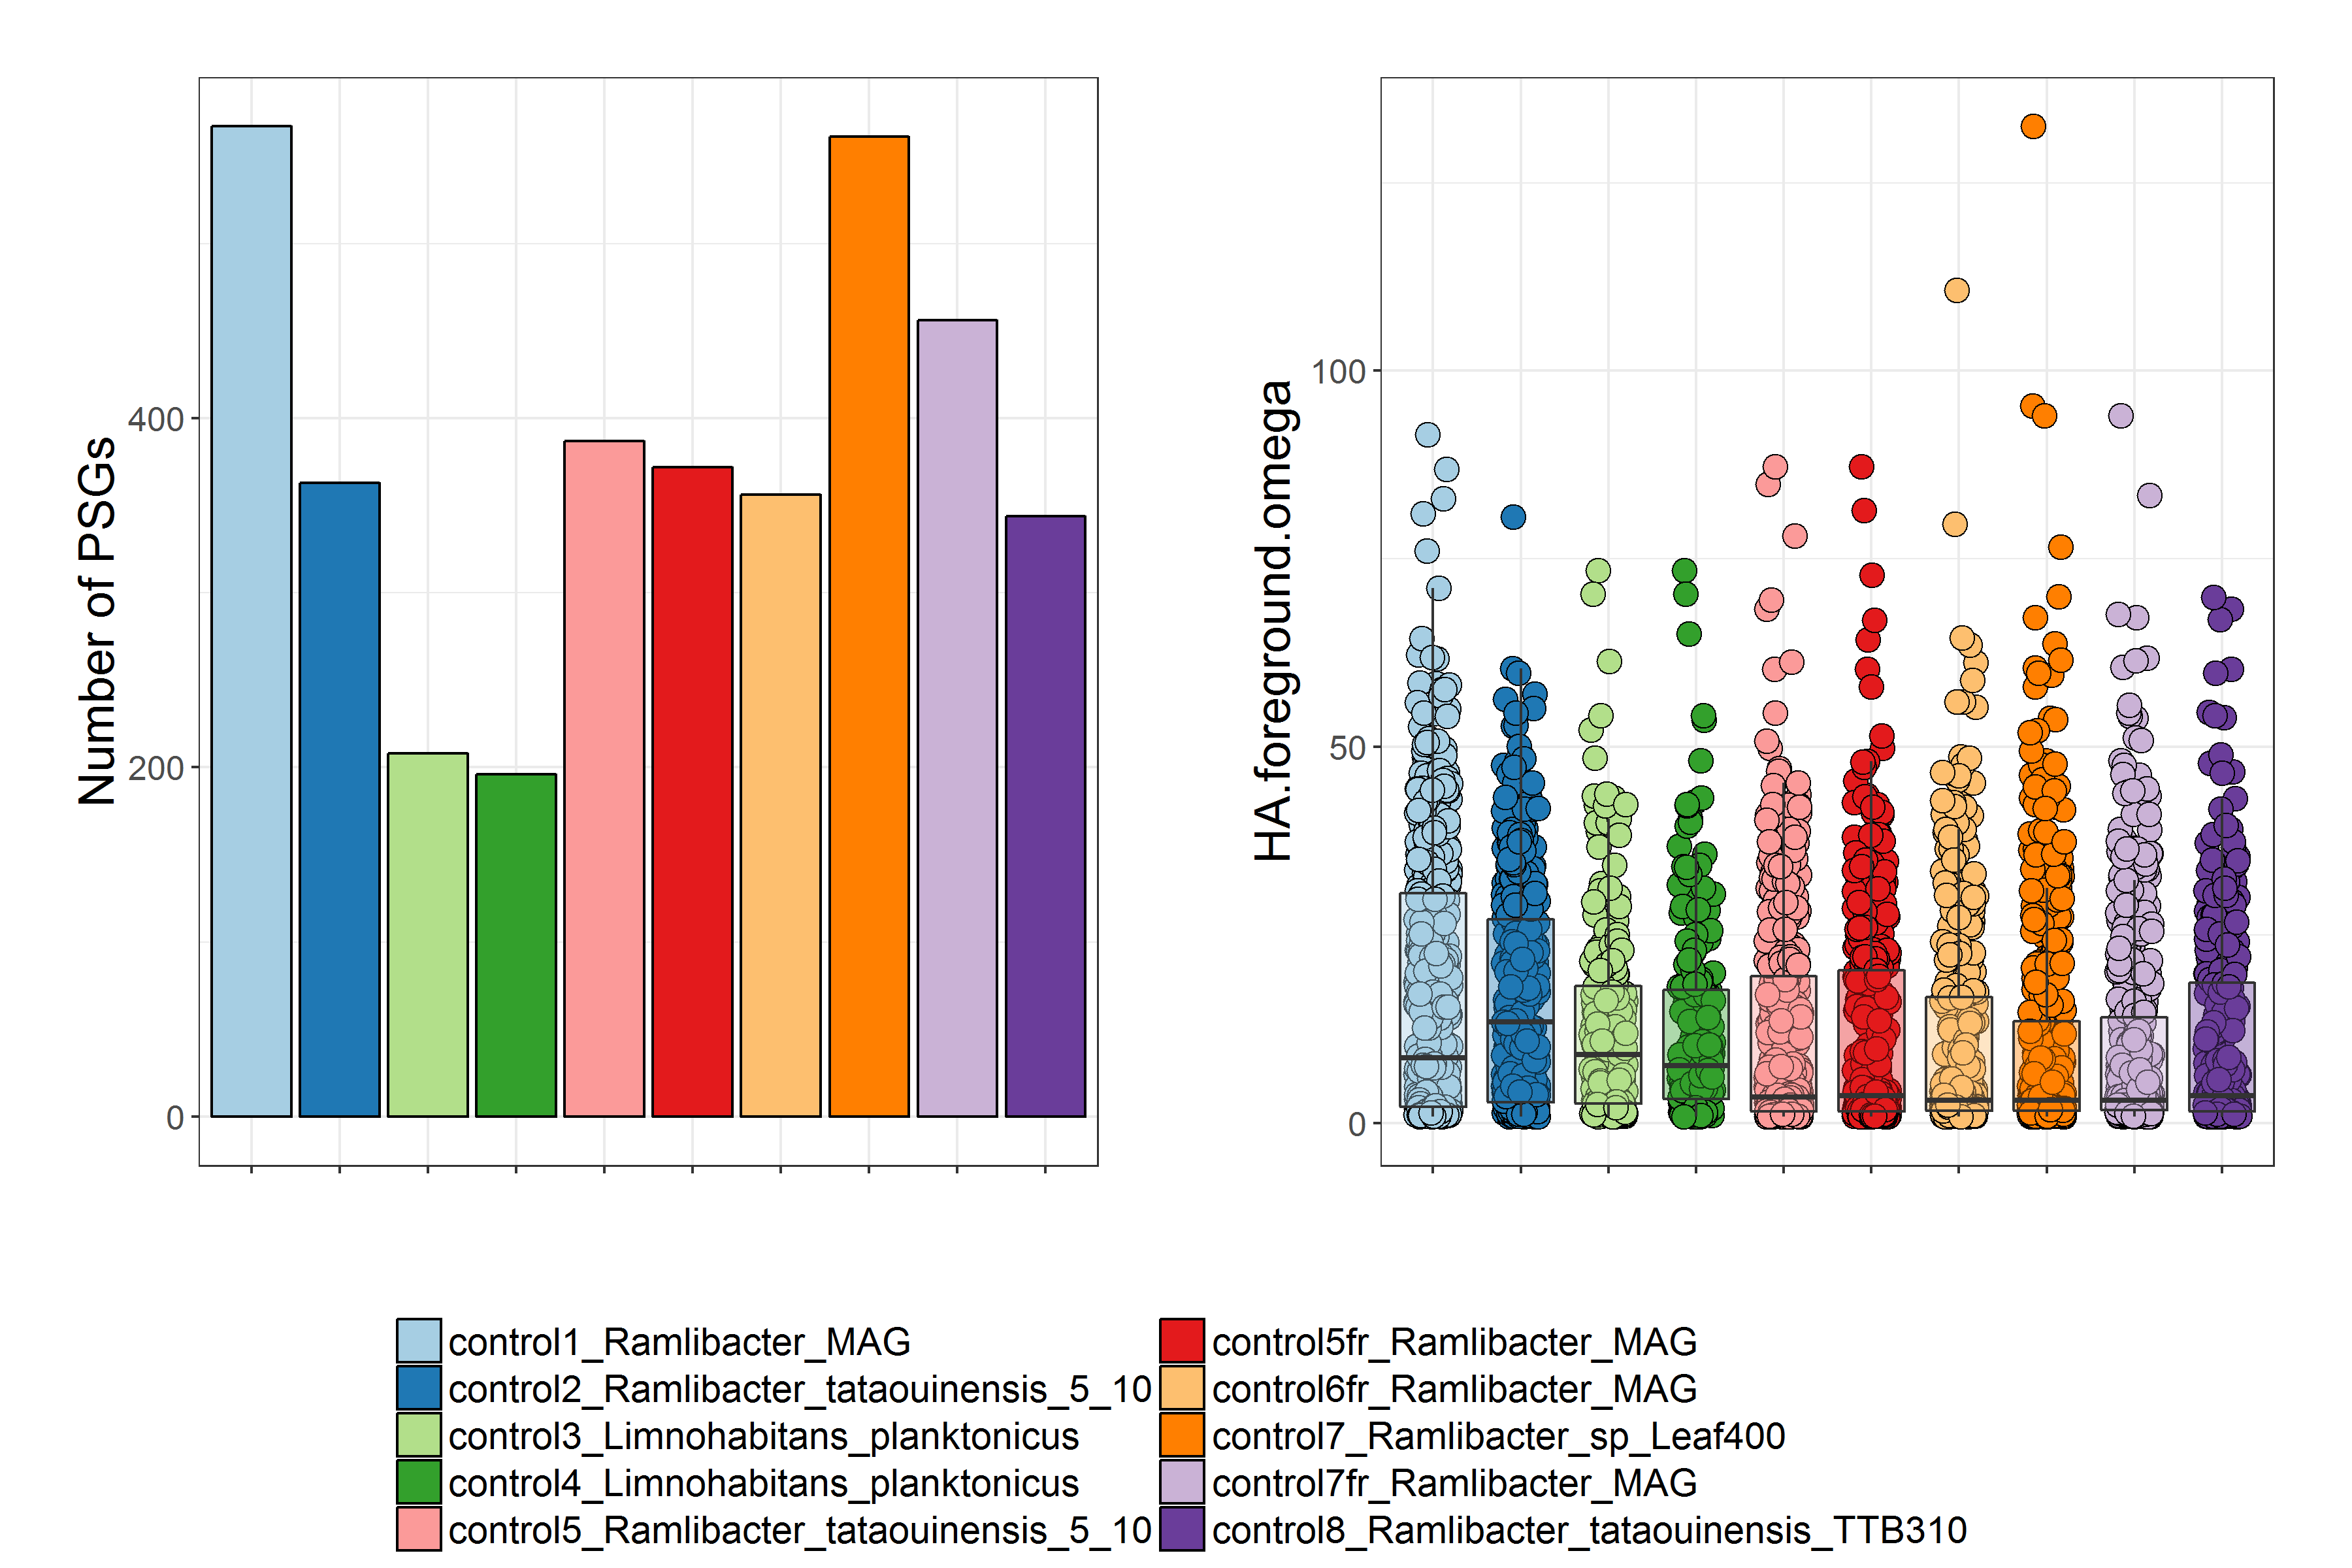 Number of PSGs
400
200
0
HA.foreground.omega
100
50
0
control1_Ramlibacter_MAG
control2_Ramlibacter_tataouinensis_5_10
control3_Limnohabitans_planktonicus
control4_Limnohabitans_planktonicus
control5_Ramlibacter_tataouinensis_5_10
control5fr_Ramlibacter_MAG
control6fr_Ramlibacter_MAG
control7_Ramlibacter_sp_Leaf400
control7fr_Ramlibacter_MAG
control8_Ramlibacter_tataouinensis_TTB310